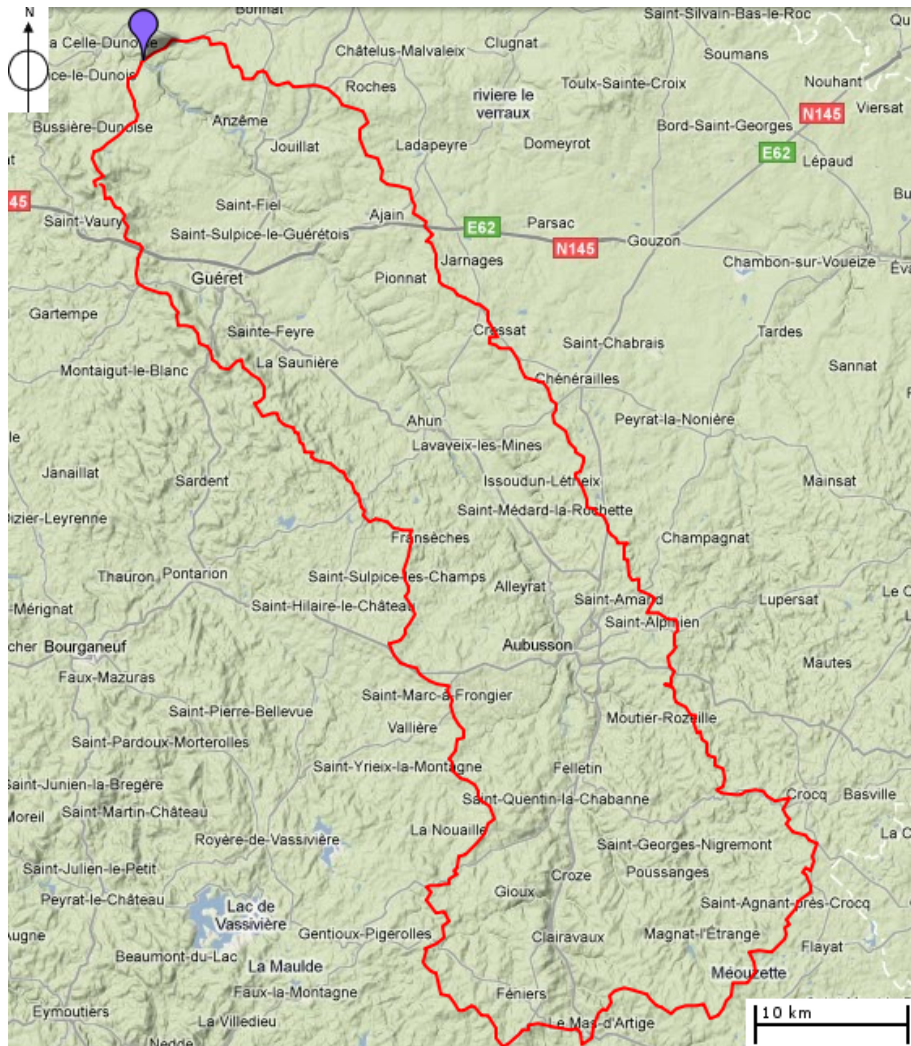 N
Bonnat
Saint-Silvain-Bas-le-Roc
La Celle-Dunoise
Châtelus-Malvaleix
Clugnat
Soumans
Roches
Toulx-Sainte-Croix
Nouhant
riviere le
verraux
Viersat
Anzême
N145
Bussière-Dunoise
Bord-Saint-Georges
Jouillat
Ladapeyre
Domeyrot
E62
Lépaud
45
Saint-Fiel
Saint-Vaury
Ajain
Parsac
E62
Saint-Sulpice-le-Guérétois
N145
Gouzon
Jarnages
Chambon-sur-Voueize
Guéret
Pionnat
Gartempe
Sainte-Feyre
Cressat
Tardes
Saint-Chabrais
La Saunière
Sannat
Montaigut-le-Blanc
Chénérailles
Ahun
Peyrat-la-Nonière
Lavaveix-les-Mines
Janaillat
Sardent
Issoudun-Létrieix
Mainsat
Saint-Médard-la-Rochette
Dizier-Leyrenne
Fransèches
Champagnat
Thauron
Pontarion
Saint-Sulpice-les-Champs
Alleyrat
Saint-Hilaire-le-Château
Saint-Amand
Lupersat
-Mérignat
Saint-Alpinien
Bourganeuf
Aubusson
Mautes
Faux-Mazuras
Saint-Marc-à-Frongier
Saint-Pierre-Bellevue
Moutier-Rozeille
Vallière
Saint-Pardoux-Morterolles
Saint-Yrieix-la-Montagne
Felletin
Saint-Junien-la-Bregère
Saint-Quentin-la-Chabanne
Crocq
Basville
Saint-Martin-Château
La Nouaille
Royère-de-Vassivière
Saint-Georges-Nigremont
Saint-Julien-le-Petit
Croze
Poussanges
Peyrat-le-Château
Gioux
Saint-Agnant-près-Crocq
Lac de
Vassivière
Gentioux-Pigerolles
Clairavaux
Magnat-l'Étrange
Flayat
Beaumont-du-Lac
La Maulde
Méouzette
Faux-la-Montagne
Féniers
Eymoutiers
La Villedieu
Le Mas-d'Artige
10 km
Nedde